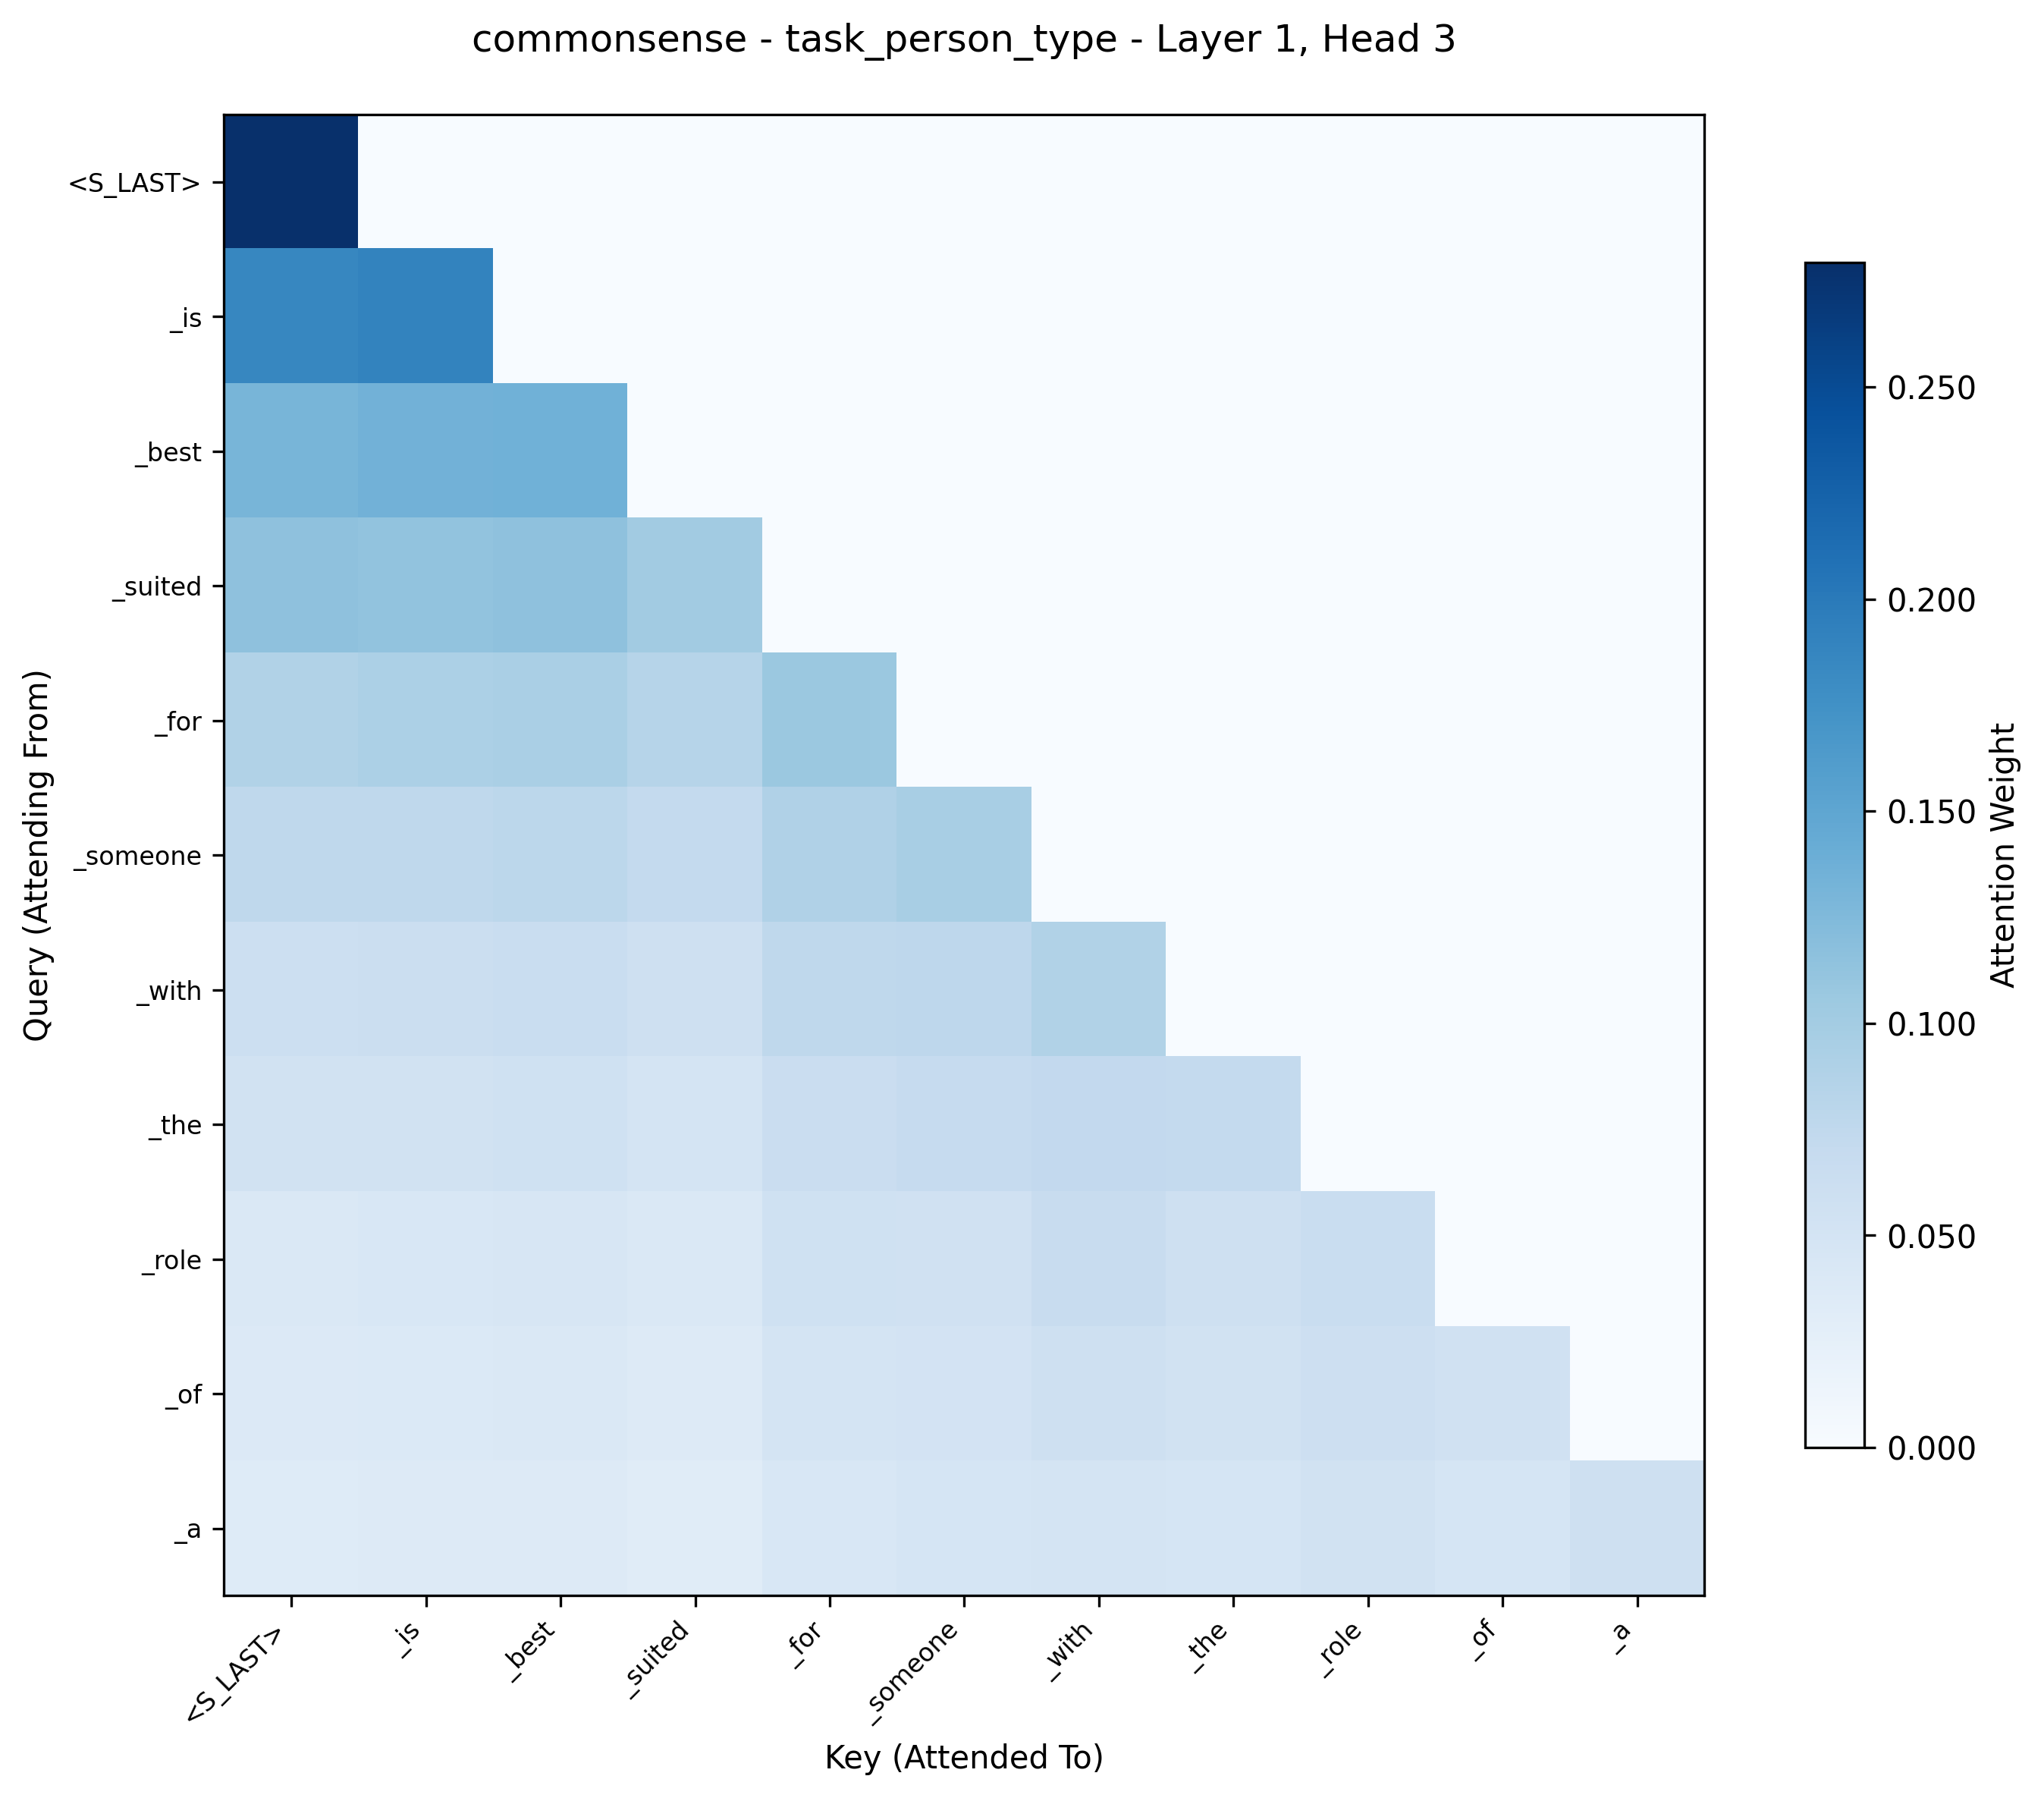 commonsense - task_person_type - Layer 1, Head 3
Query (Attending From)
<S_LAST>
_is
_best
_suited
_for
_someone
_with
_the
_role
_of
_a
<S_LAST>
_is
_best
_suited
_for
_someone
_with
_the
_role
_of
_a
Key (Attended To)
0.250
0.200
0.150
0.100
0.050
0.000
Attention Weight